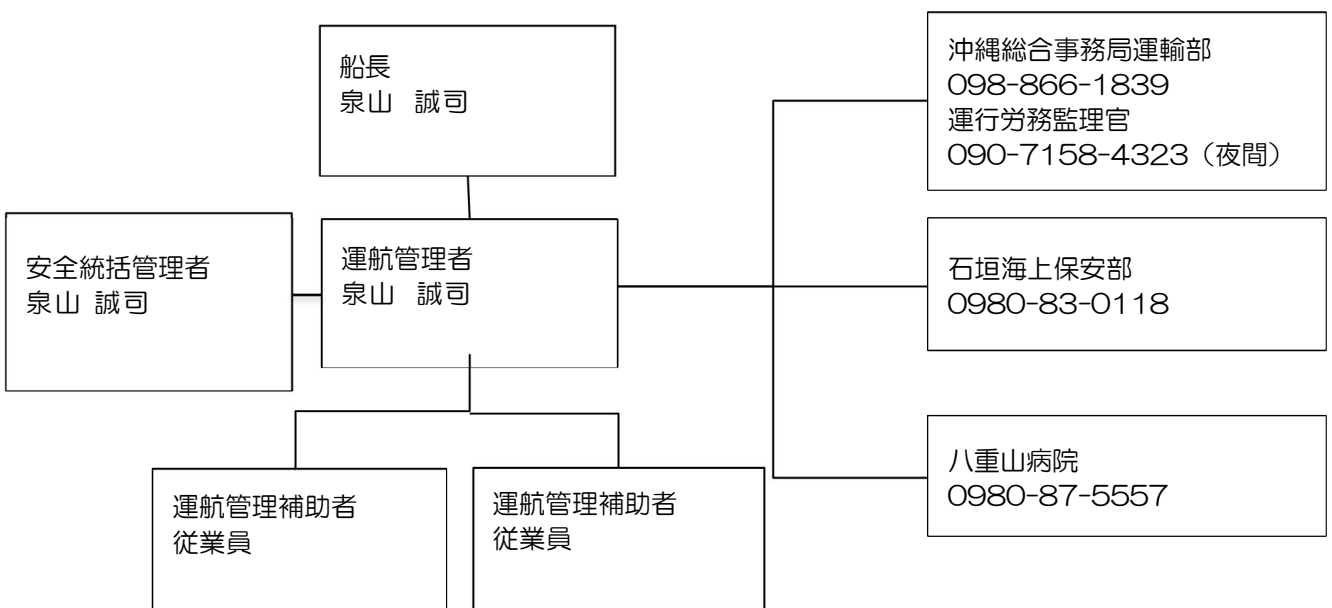 船長
泉山 誠司
沖縄総合事務局運輸部
098-866-1839
運行労務監理官
090-7158-4323（夜間）
安全統括管理者
泉山 誠司
運航管理者
泉山 誠司
石垣海上保安部
0980-83-0118
八重山病院
0980-87-5557
運航管理補助者
従業員
運航管理補助者
従業員